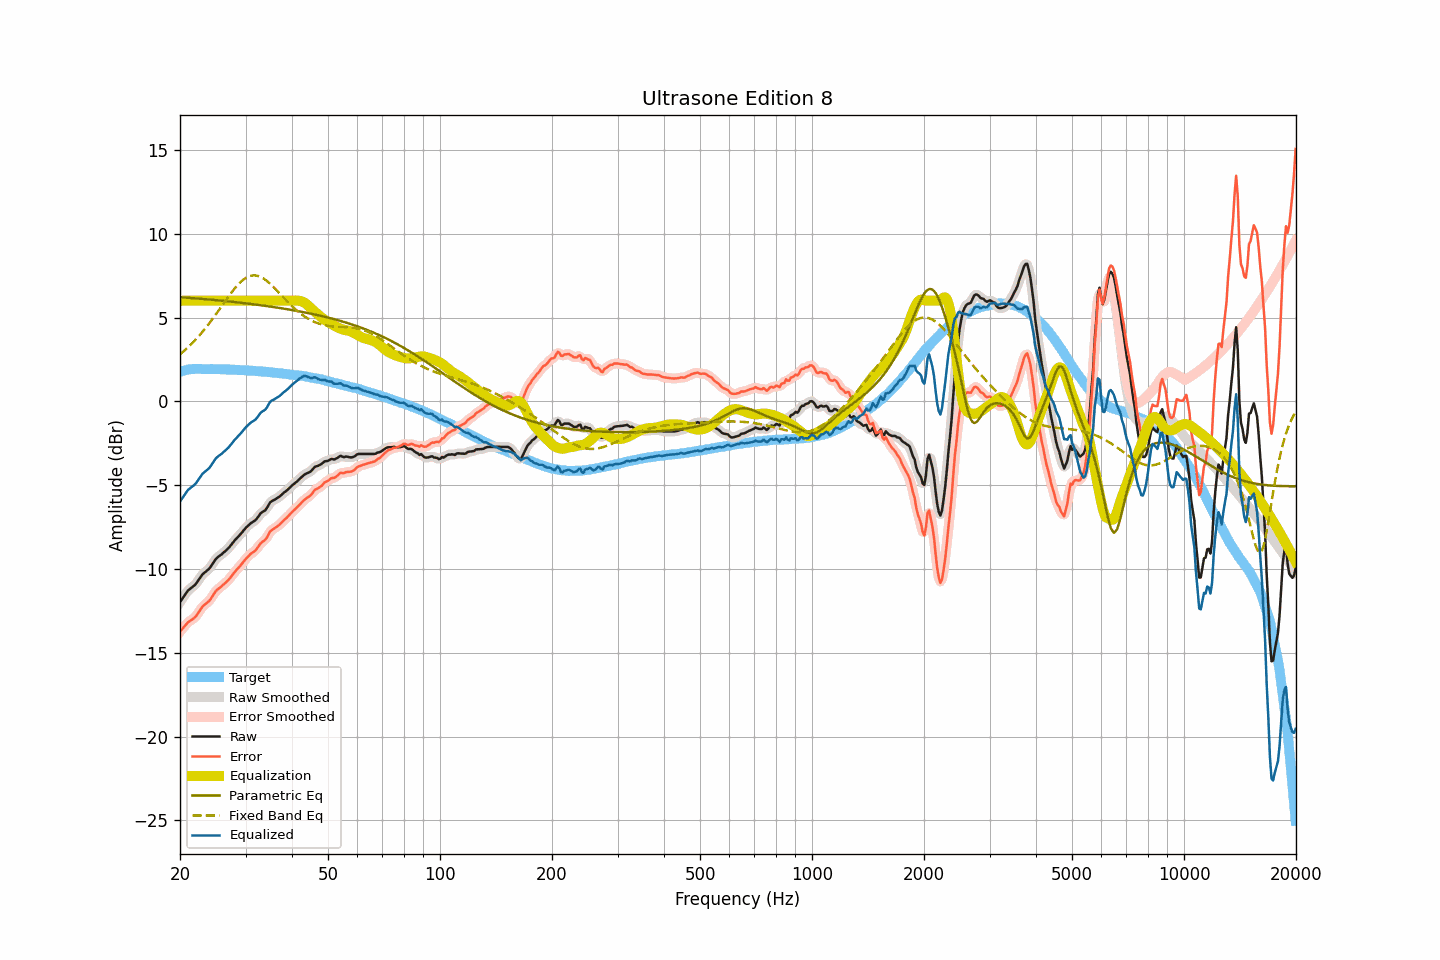 Ultrasone Edition 8
Amplitude (dBr)
15
10
5
0
−5
−10
−15
−20
−25
Target
Raw Smoothed
Error Smoothed
Raw
Error
Equalization
Parametric Eq
Fixed Band Eq
Equalized
20 50 100 200 500 1000 2000 5000 10000 20000
Frequency (Hz)